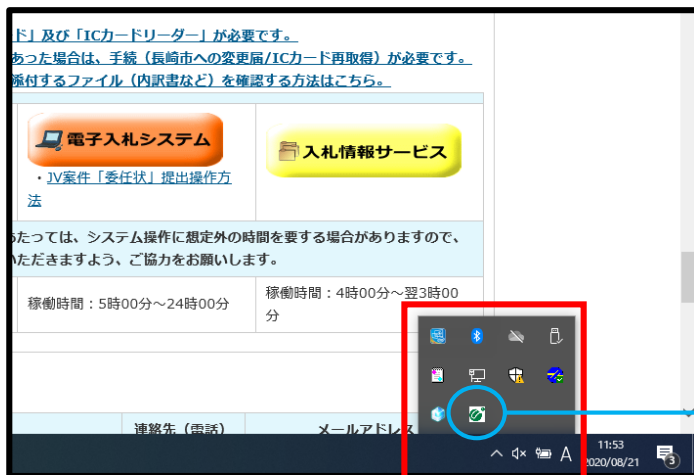 ド」及び「ICカードリーダー」が必要です。
あった場合は、手続（長崎市への変更届/ICカード再取得）が必要です。
添付するファイル（内訳書など）を確認する方法はこちら。
電子入札システム
入札情報サービス
・JV案件「委任状」提出操作方法
たっては、システム操作に想定外の時間を要する場合がありますので、
いただきますよう、ご協力をお願いします。
稼働時間：5時00分～24時00分
稼働時間：4時00分～翌3時00分
連絡先（電話）
メールアドレス
A
11:53
2020/08/21
3